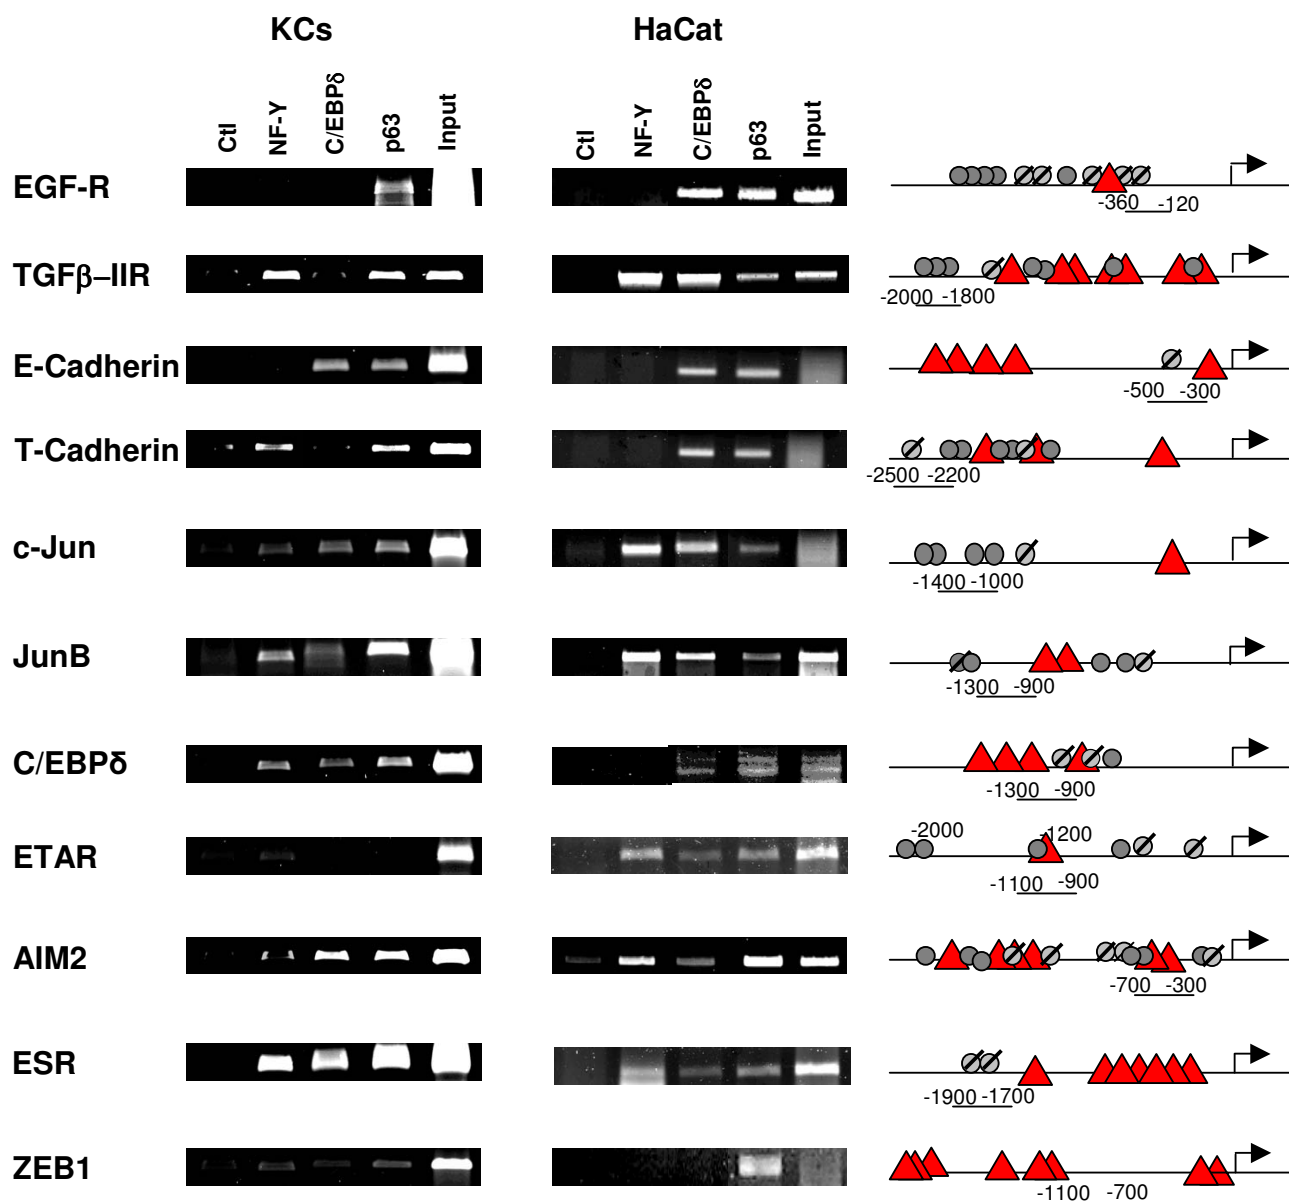 KCs HaCat
Ctl NF-Y C/EBPδ p63 Input Ctl NF-Y C/EBPδ p63 Input
EGF-R
-360 -120
TGFβ–IIR
-2000 -1800
E-Cadherin
-500 -300
T-Cadherin
-2500 -2200
c-Jun
-1400 -1000
JunB
-1300 -900
C/EBPδ
-1300 -900
ETAR
-2000 -1200
-1100 -900
AIM2
-700 -300
ESR
-1900 -1700
ZEB1
-1100 -700